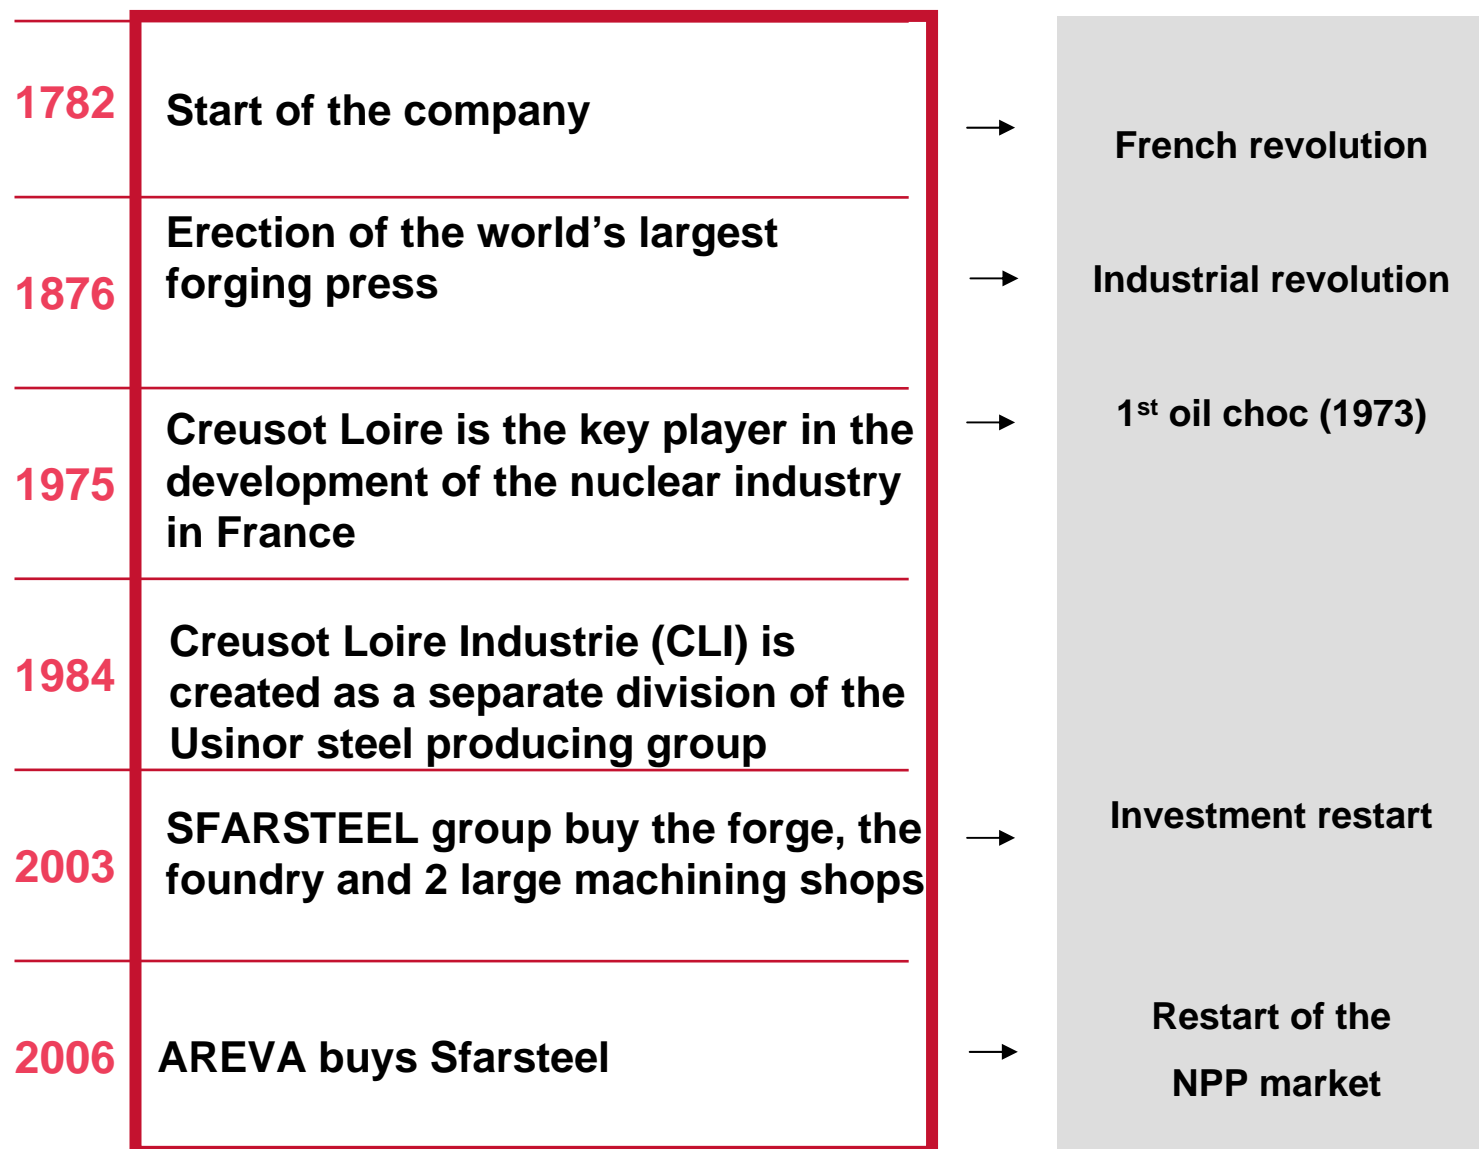 1782
Start of the company
French revolution
Erection of the world’s largest
forging press
1876
Industrial revolution
1975
Creusot Loire is the key player in the
development of the nuclear industry
in France
1st oil choc (1973)
1984
Creusot Loire Industrie (CLI) is
created as a separate division of the
Usinor steel producing group
2003
SFARSTEEL group buy the forge, the
foundry and 2 large machining shops
Investment restart
2006
AREVA buys Sfarsteel
Restart of the
NPP market